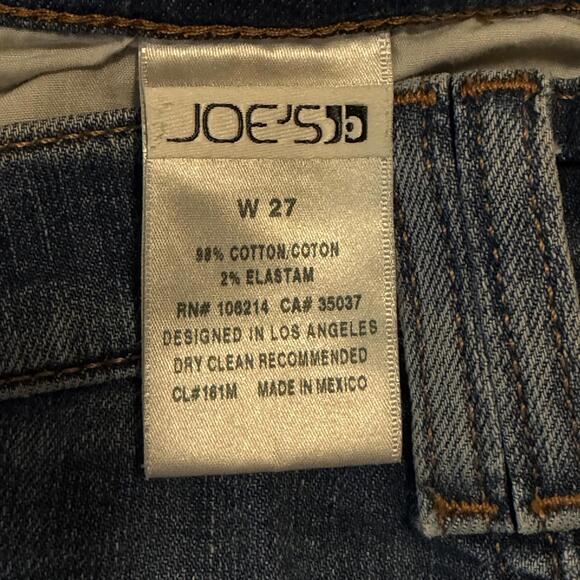 JOE'S
W 27
98% COTTON/COTON
2% ELASTAM
RN# 106214 CA# 35037
DESIGNED IN LOS ANGELES
DRY CLEAN RECOMMENDED
CL#161M MADE IN MEXICO